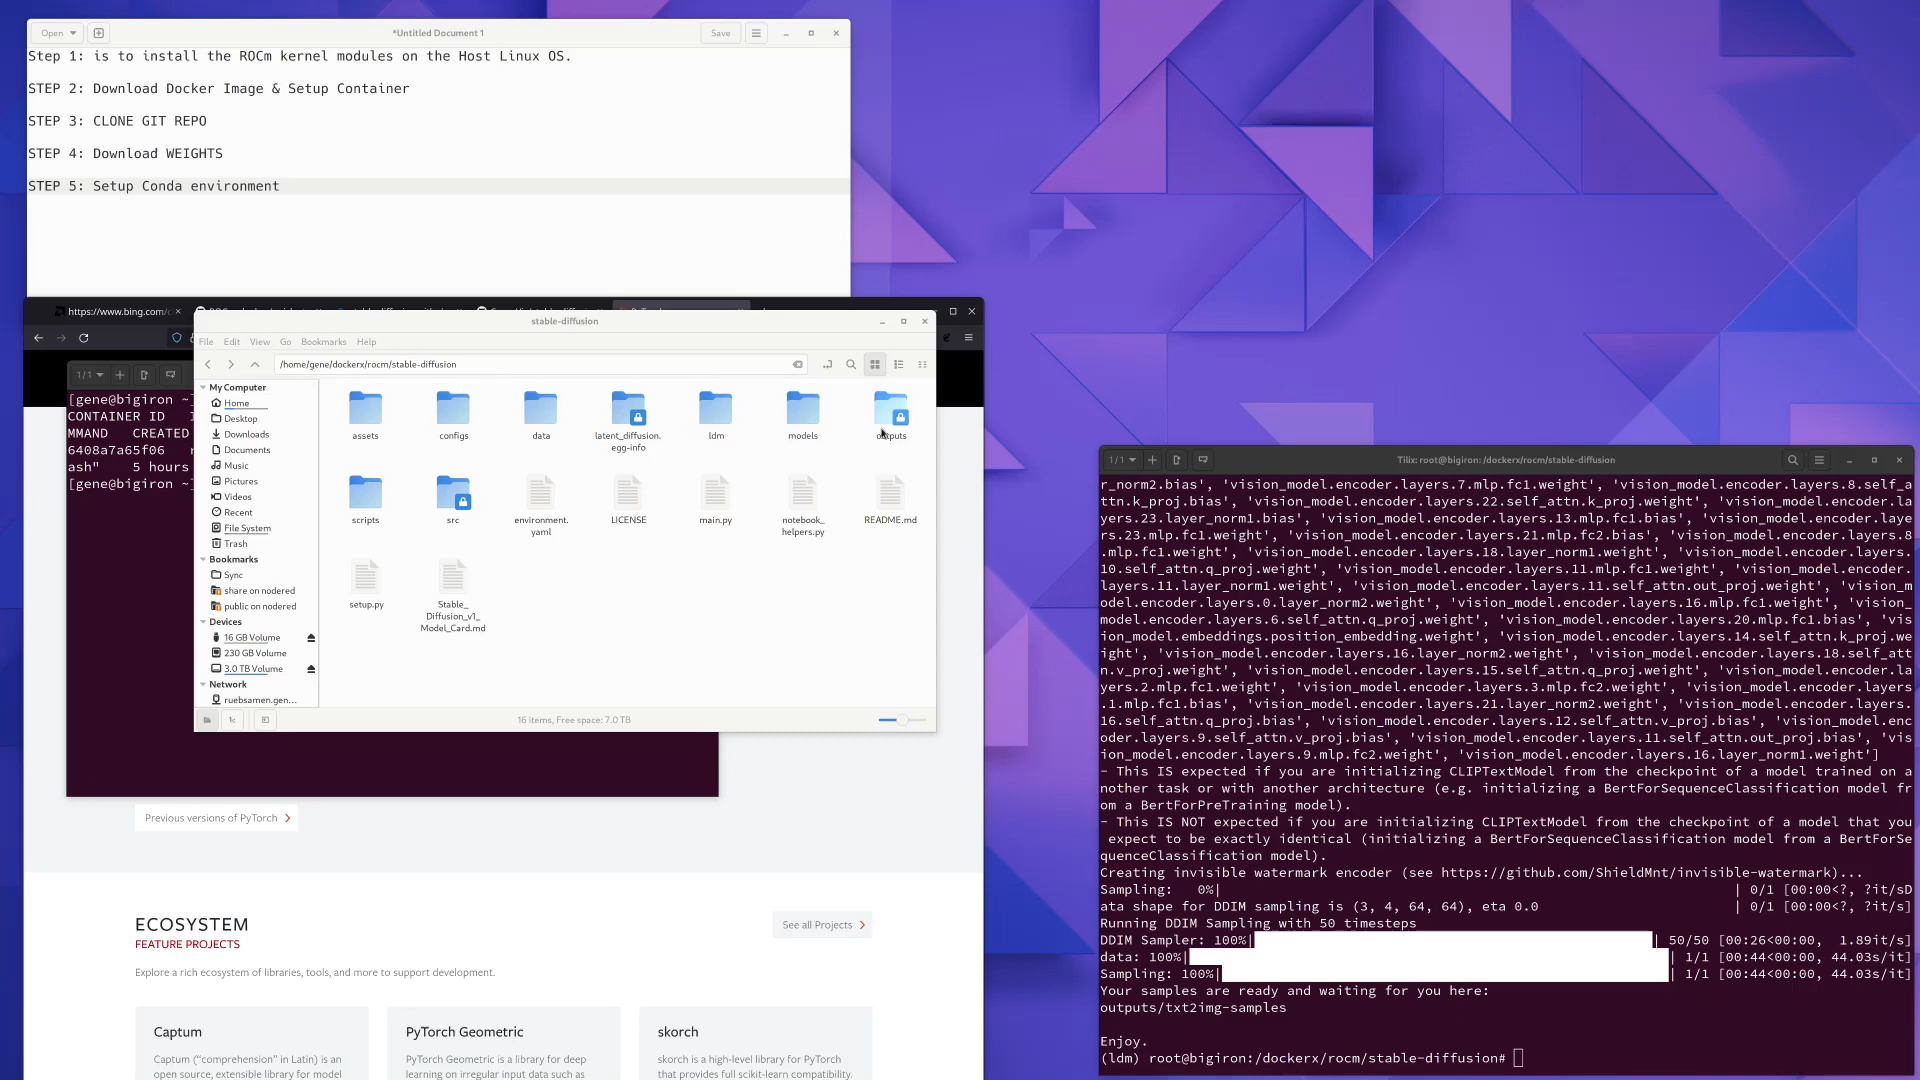 Open
*Untitled Document 1
Save
Step 1: is to install the ROCm kernel modules on the Host Linux OS.
STEP 2: Download Docker Image & Setup Container
STEP 3: CLONE GIT REPO
STEP 4: Download WEIGHTS
STEP 5: Setup Conda environment
https://www.bing.com/
stable-diffusion
File Edit View Go Bookmarks Help
/home/gene/dockerx/rocm/stable-diffusion
1/1
[gene@bigiron ~]
CONTAINER ID
MMAND CREATED
6408a7a65f06
ash" 5 hours
[gene@bigiron ~]
My Computer
Home
Desktop
Downloads
Documents
Music
Pictures
Videos
Recent
File System
Trash
Bookmarks
Sync
share on nodered
public on nodered
Devices
16 GB Volume
230 GB Volume
3.0 TB Volume
Network
ruebsamen.gen...
assets
configs
data
latent_diffusion.
egg-info
ldm
models
outputs
scripts
src
environment.
yaml
LICENSE
main.py
notebook_
helpers.py
README.md
setup.py
Stable_
Diffusion_v1_
Model_Card.md
16 items, Free space: 7.0 TB
Previous versions of PyTorch
ECOSYSTEM
FEATURE PROJECTS
See all Projects
Explore a rich ecosystem of libraries, tools, and more to support development.
Captum
Captum (“comprehension” in Latin) is an
open source, extensible library for model
PyTorch Geometric
PyTorch Geometric is a library for deep
learning on irregular input data such as
skorch
skorch is a high-level library for PyTorch
that provides full scikit-learn compatibility.
1/1
Tilix: root@bigiron: /dockerx/rocm/stable-diffusion
r_norm2.bias', 'vision_model.encoder.layers.7.mlp.fc1.weight', 'vision_model.encoder.layers.8.self_a
ttn.k_proj.bias', 'vision_model.encoder.layers.22.self_attn.k_proj.weight', 'vision_model.encoder.la
yers.23.layer_norm1.bias', 'vision_model.encoder.layers.13.mlp.fc1.bias', 'vision_model.encoder.laye
rs.23.mlp.fc1.weight', 'vision_model.encoder.layers.21.mlp.fc2.bias', 'vision_model.encoder.layers.8
.mlp.fc1.weight', 'vision_model.encoder.layers.18.layer_norm1.weight', 'vision_model.encoder.layers.
10.self_attn.q_proj.weight', 'vision_model.encoder.layers.11.mlp.fc1.weight', 'vision_model.encoder.
layers.11.layer_norm1.weight', 'vision_model.encoder.layers.11.self_attn.out_proj.weight', 'vision_m
odel.encoder.layers.0.layer_norm2.weight', 'vision_model.encoder.layers.16.mlp.fc1.weight', 'vision_
model.encoder.layers.6.self_attn.q_proj.weight', 'vision_model.encoder.layers.20.mlp.fc1.bias', 'vis
ion_model.embeddings.position_embedding.weight', 'vision_model.encoder.layers.14.self_attn.k_proj.we
ight', 'vision_model.encoder.layers.16.layer_norm2.weight', 'vision_model.encoder.layers.18.self_att
n.v_proj.weight', 'vision_model.encoder.layers.15.self_attn.q_proj.weight', 'vision_model.encoder.la
yers.2.mlp.fc1.weight', 'vision_model.encoder.layers.3.mlp.fc2.weight', 'vision_model.encoder.layers
.1.mlp.fc1.bias', 'vision_model.encoder.layers.21.layer_norm2.weight', 'vision_model.encoder.layers.
16.self_attn.q_proj.bias', 'vision_model.encoder.layers.12.self_attn.v_proj.bias', 'vision_model.enc
oder.layers.9.self_attn.v_proj.bias', 'vision_model.encoder.layers.11.self_attn.out_proj.bias', 'vis
ion_model.encoder.layers.9.mlp.fc2.weight', 'vision_model.encoder.layers.16.layer_norm1.weight']
- This IS expected if you are initializing CLIPTextModel from the checkpoint of a model trained on a
nother task or with another architecture (e.g. initializing a BertForSequenceClassification model fr
om a BertForPreTraining model).
- This IS NOT expected if you are initializing CLIPTextModel from the checkpoint of a model that you
expect to be exactly identical (initializing a BertForSequenceClassification model from a BertForSe
quenceClassification model).
Creating invisible watermark encoder (see https://github.com/ShieldMnt/invisible-watermark)...
Sampling: 0%| | 0/1 [00:00<?, ?it/sD
ata shape for DDIM sampling is (3, 4, 64, 64), eta 0.0 | 0/1 [00:00<?, ?it/s]
Running DDIM Sampling with 50 timesteps
DDIM Sampler: 100%| | 50/50 [00:26<00:00, 1.89it/s]
data: 100%| | 1/1 [00:44<00:00, 44.03s/it]
Sampling: 100%| | 1/1 [00:44<00:00, 44.03s/it]
Your samples are ready and waiting for you here:
outputs/txt2img-samples
Enjoy.
(ldm) root@bigiron:/dockerx/rocm/stable-diffusion#